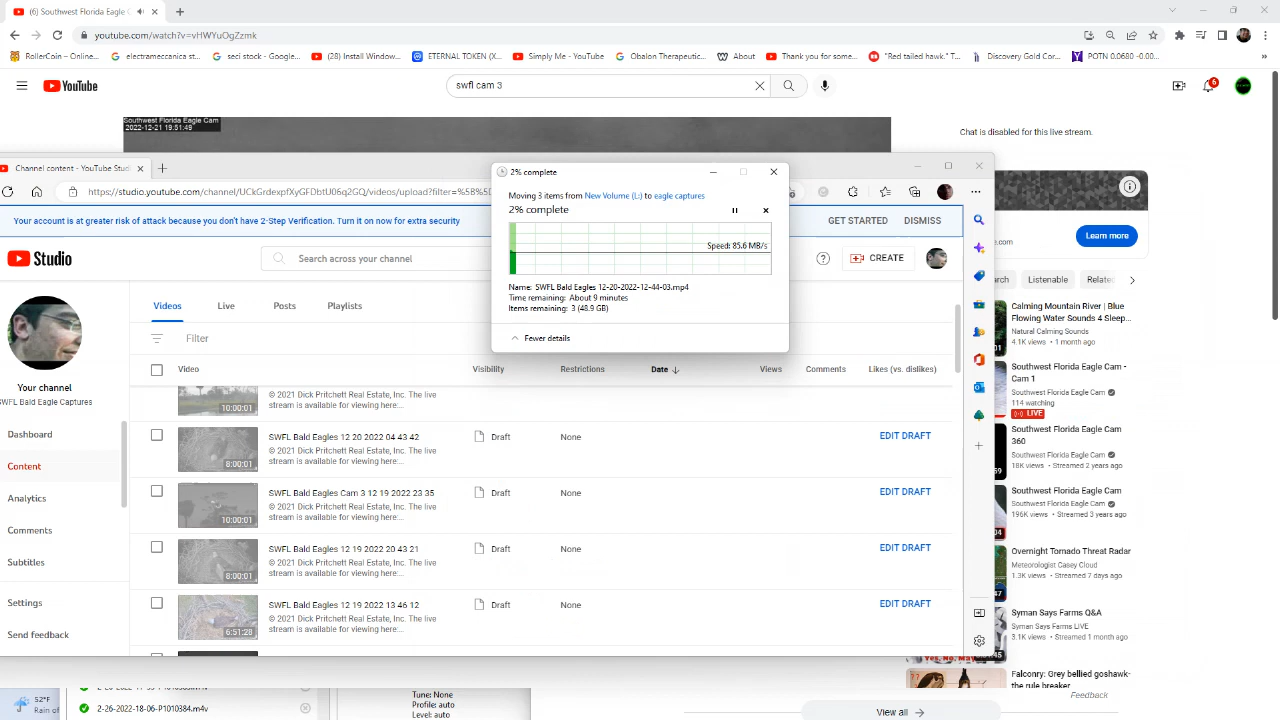 (6) Southwest Florida Eagle C
youtube.com/watch?v=vHWYuOgZzmk
RollerCoin – Online...
electrameccanica st...
seci stock - Google...
(28) Install Window...
ETERNAL TOKEN (X...
Simply Me - YouTube
Obalon Therapeutic...
About
Thank you for some...
"Red tailed hawk." T...
Discovery Gold Cor...
POTN 0.0680 -0.00...
YouTube
swfl cam 3
6
Southwest Florida Eagle Cam
2022-12-21 19:51:49
Chat is disabled for this live stream.
Channel content - YouTube Stud
https://studio.youtube.com/channel/UCkGrdexpfXyGFDbtU06q2GQ/videos/upload?filter=%5B%5D
Your account is at greater risk of attack because you don't have 2-Step Verification. Turn it on now for extra security
GET STARTED
DISMISS
Studio
Search across your channel
CREATE
2% complete
Moving 3 items from New Volume (L:) to eagle captures
2% complete
Speed: 85.6 MB/s
Name: SWFL Bald Eagles 12-20-2022-12-44-03.mp4
Time remaining: About 9 minutes
Items remaining: 3 (48.9 GB)
Fewer details
Your channel
SWFL Bald Eagles Captures
Dashboard
Content
Analytics
Comments
Subtitles
Settings
Send feedback
Videos
Live
Posts
Playlists
Filter
Video
Visibility
Restrictions
Date
Views
Comments
Likes (vs. dislikes)
10:00:01
© 2021 Dick Pritchett Real Estate, Inc. The live
stream is available for viewing here:...
8:00:01
SWFL Bald Eagles 12 20 2022 04 43 42
© 2021 Dick Pritchett Real Estate, Inc. The live
stream is available for viewing here:...
Draft
None
EDIT DRAFT
10:00:01
SWFL Bald Eagles Cam 3 12 19 2022 23 35
© 2021 Dick Pritchett Real Estate, Inc. The live
stream is available for viewing here:...
Draft
None
EDIT DRAFT
8:00:01
SWFL Bald Eagles 12 19 2022 20 43 21
© 2021 Dick Pritchett Real Estate, Inc. The live
stream is available for viewing here:...
Draft
None
EDIT DRAFT
6:51:28
SWFL Bald Eagles 12 19 2022 13 46 12
© 2021 Dick Pritchett Real Estate, Inc. The live
stream is available for viewing here:...
Draft
None
EDIT DRAFT
e.com
Learn more
arch
Listenable
Relate
Calming Mountain River | Blue
Flowing Water Sounds 4 Sleep...
Natural Calming Sounds
4.1K views • 1 month ago
Southwest Florida Eagle Cam -
Cam 1
Southwest Florida Eagle Cam
114 watching
LIVE
Southwest Florida Eagle Cam
360
Southwest Florida Eagle Cam
18K views • Streamed 2 years ago
Southwest Florida Eagle Cam
Southwest Florida Eagle Cam
196K views • Streamed 3 years ago
Overnight Tornado Threat Radar
Meteorologist Casey Cloud
1.3K views • Streamed 7 days ago
Syman Says Farms Q&A
Syman Says Farms LIVE
3.1K views • Streamed 1 month ago
Falconry: Grey bellied goshawk-
the rule breaker
Feedback
View all
52°F
Rain of
2-26-2022-18-06-P1010384.m4v
Tune: None
Profile: auto
Level: auto